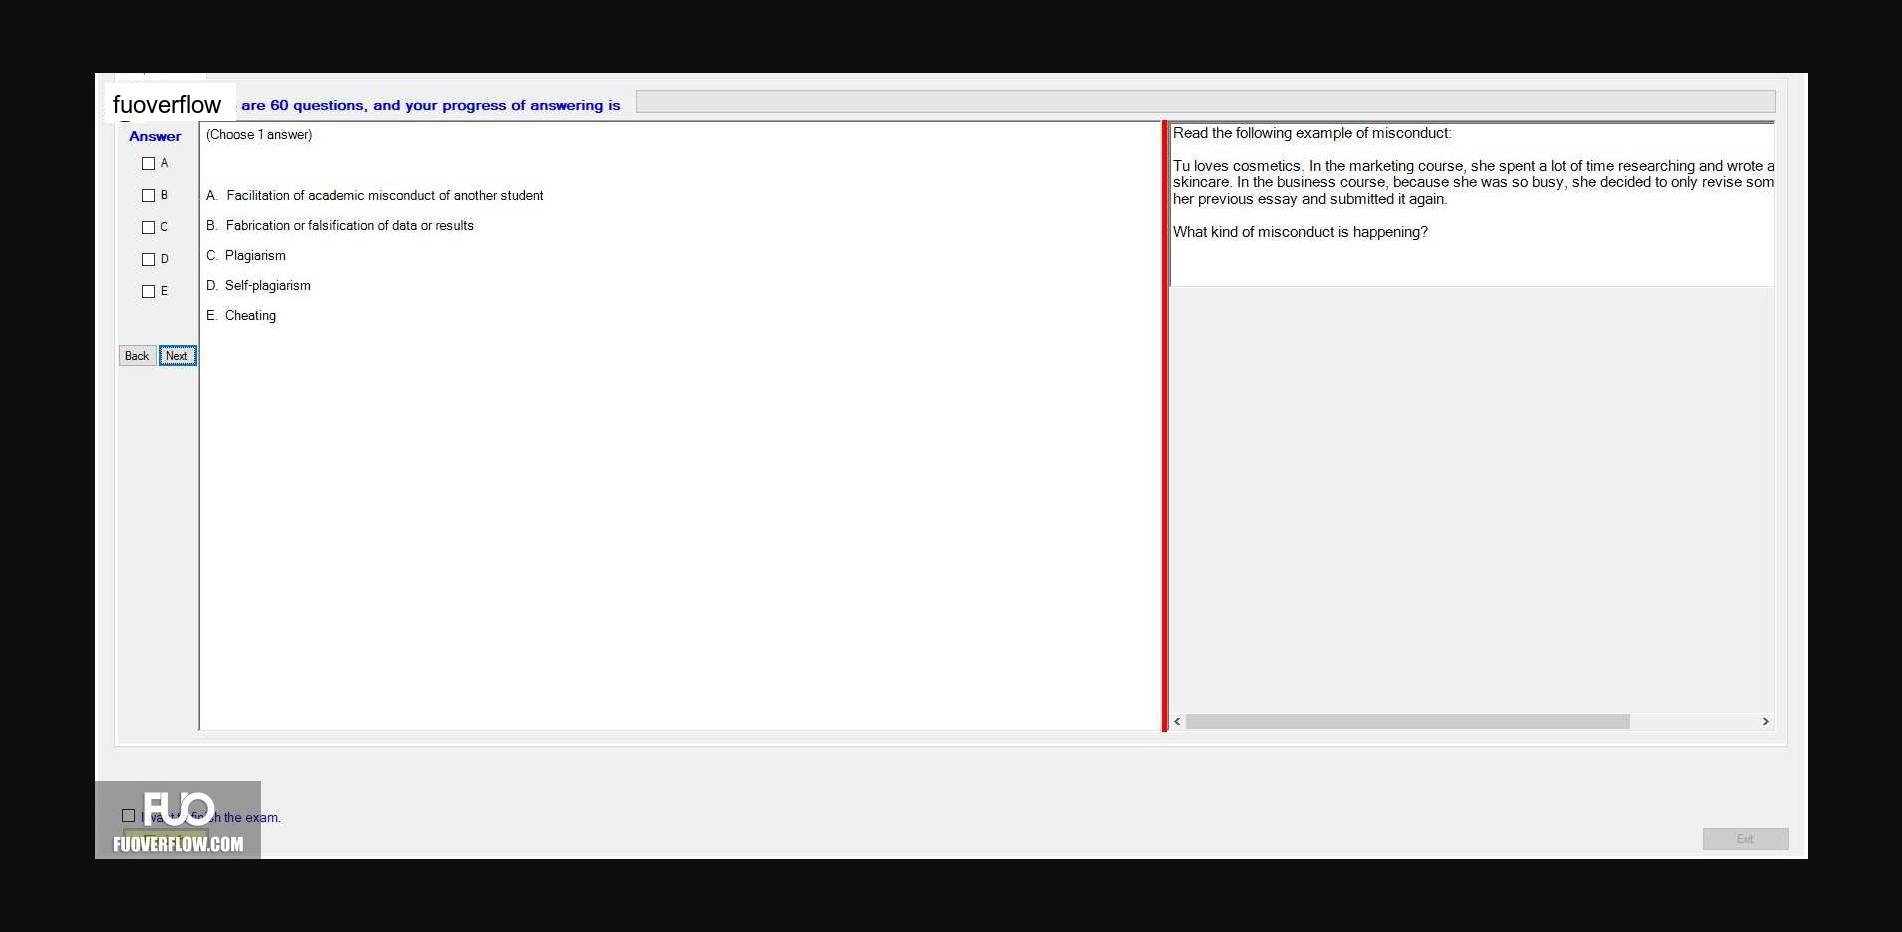 fuoverflow are 60 questions, and your progress of answering is
Answer
A
B
C
D
E
Back Next
(Choose 1 answer)
A. Facilitation of academic misconduct of another student
B. Fabrication or falsification of data or results
C. Plagiarism
D. Self-plagiarism
E. Cheating
Read the following example of misconduct:
Tu loves cosmetics. In the marketing course, she spent a lot of time researching and wrote a
skincare. In the business course, because she was so busy, she decided to only revise som
her previous essay and submitted it again.
What kind of misconduct is happening?
FUO
I want to finish the exam.
FUOVERFLOW.COM
Exit